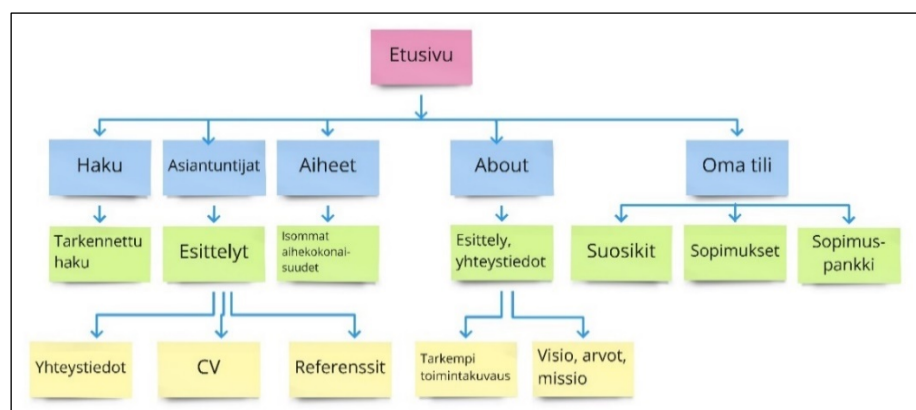 Etusivu
Haku
Asiantuntijat
Aiheet
About
Oma tili
Tarkennettu
haku
Esittelyt
Isommat
aihekokonai-
suudet
Esittely,
yhteystiedot
Suosikit
Sopimukset
Sopimus-
pankki
Yhteystiedot
CV
Referenssit
Tarkempi
toimintakuvaus
Visio, arvot,
missio